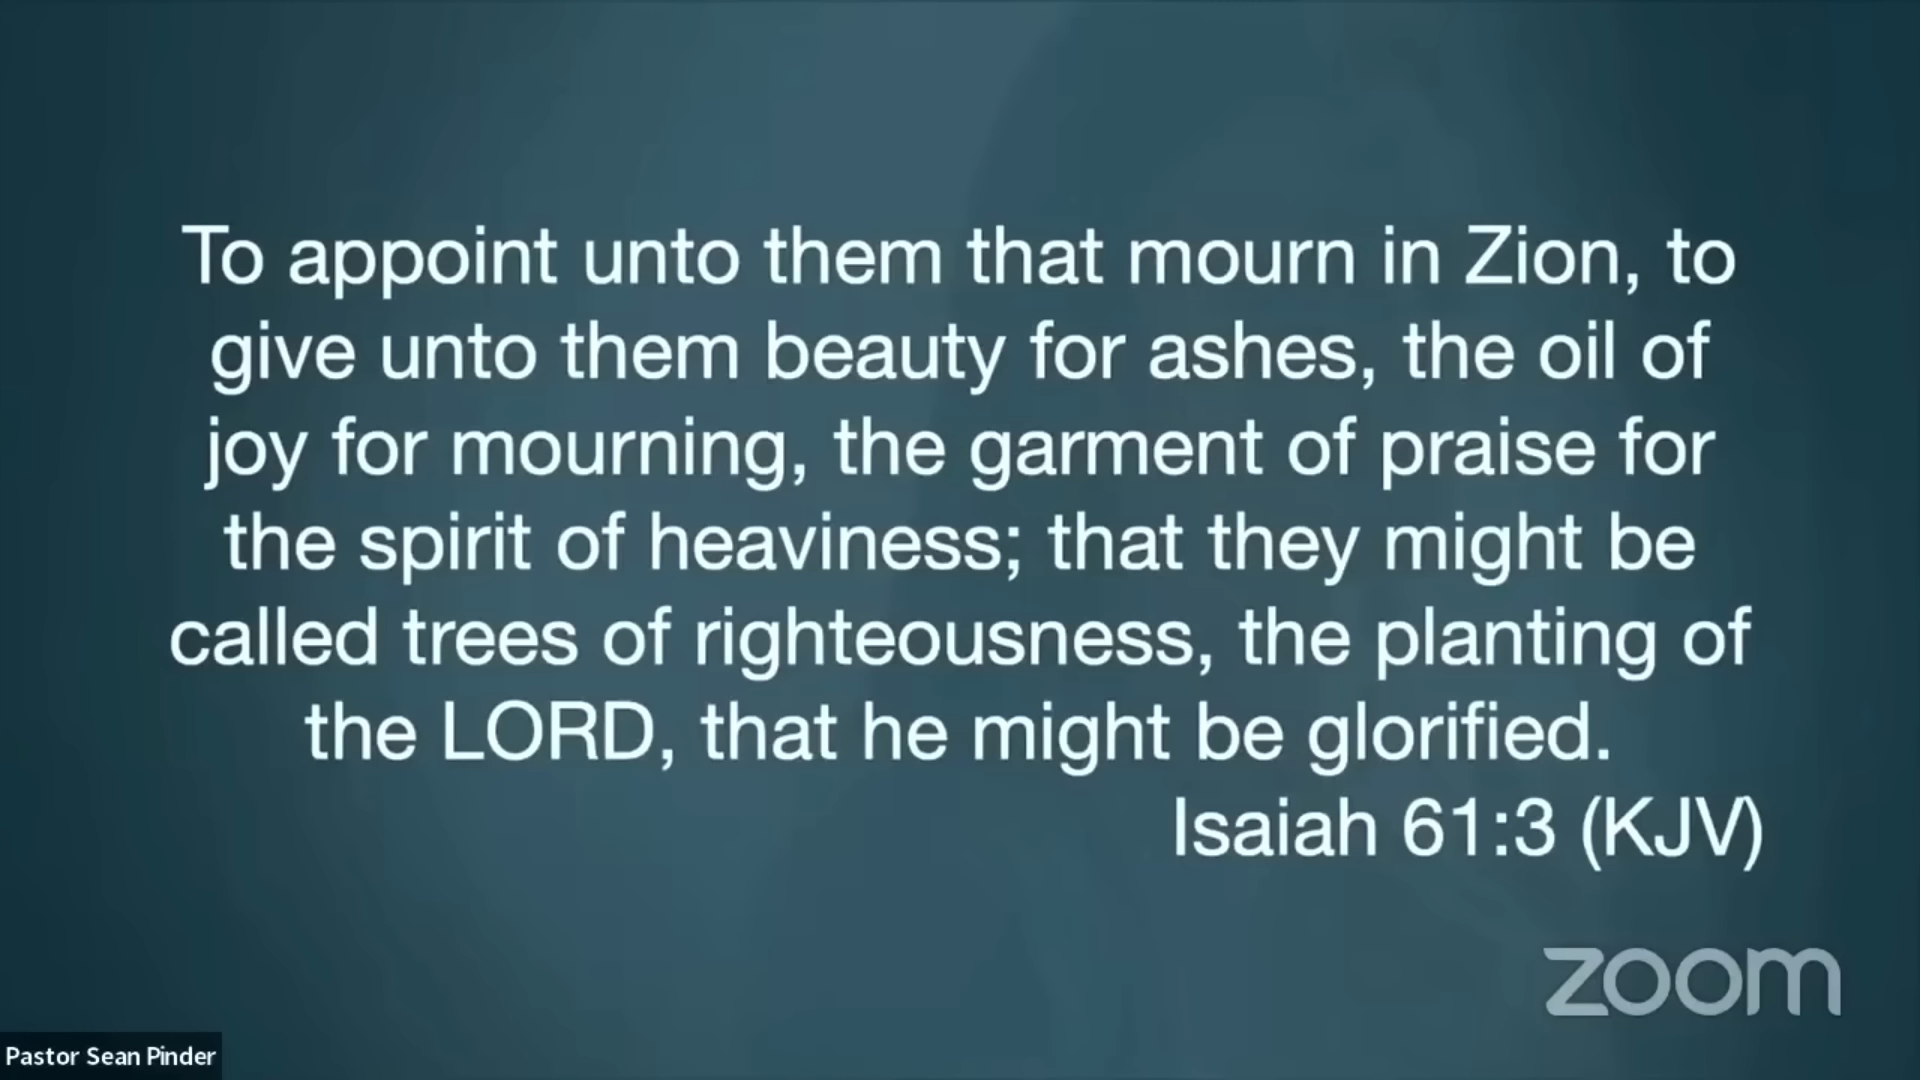 To appoint unto them that mourn in Zion, to
give unto them beauty for ashes, the oil of
joy for mourning, the garment of praise for
the spirit of heaviness; that they might be
called trees of righteousness, the planting of
the LORD, that he might be glorified.
Isaiah 61:3 (KJV)
zoom
Pastor Sean Pinder